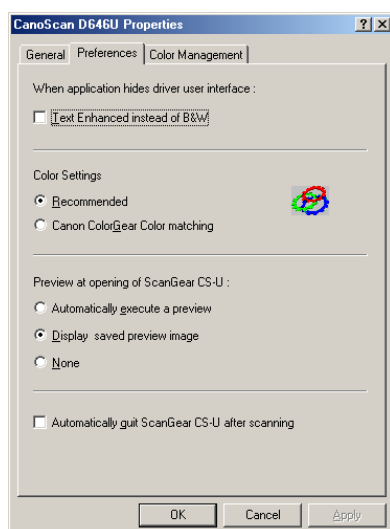 CanoScan D646U Properties
General Preferences Color Management
When application hides driver user interface :
Text Enhanced instead of B&W
Color Settings
Recommended
Canon ColorGear Color matching
Preview at opening of ScanGear CS-U :
Automatically execute a preview
Display saved preview image
None
Automatically quit ScanGear CS-U after scanning
OK Cancel Apply